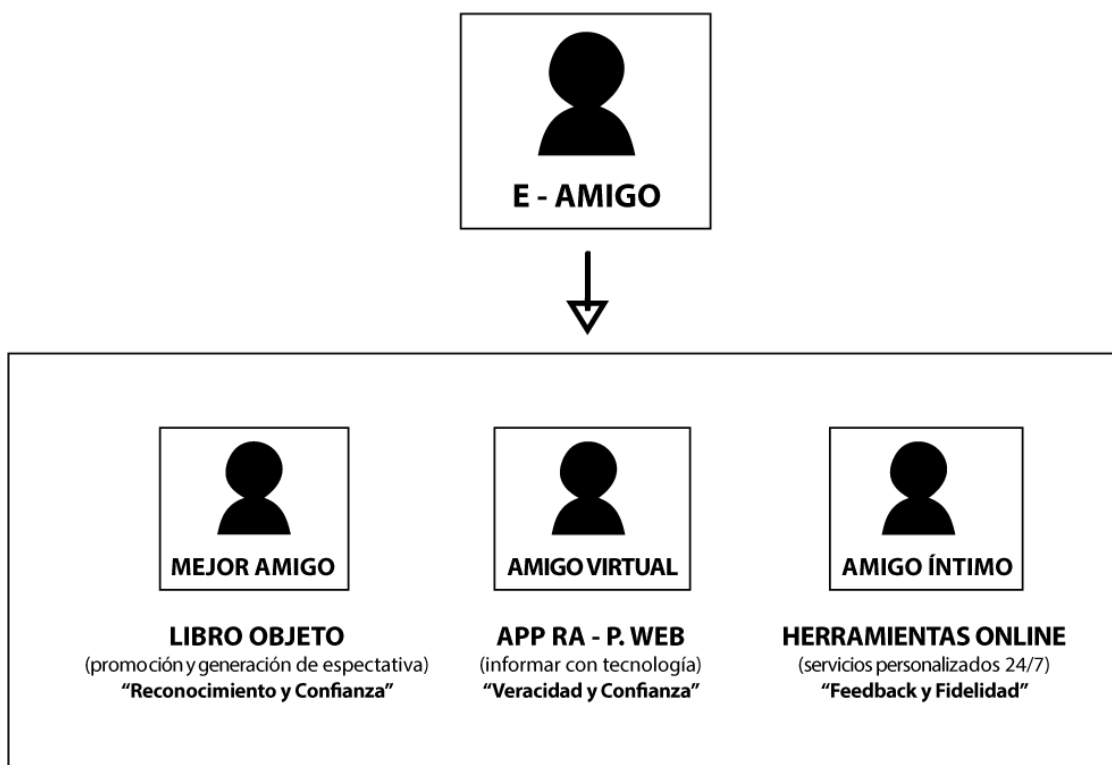 E - AMIGO
MEJOR AMIGO
LIBRO OBJETO
(promoción y generación de espectativa)
“Reconocimiento y Confianza”
AMIGO VIRTUAL
APP RA - P. WEB
(informar con tecnología)
“Veracidad y Confianza”
AMIGO ÍNTIMO
HERRAMIENTAS ONLINE
(servicios personalizados 24/7)
“Feedback y Fidelidad”